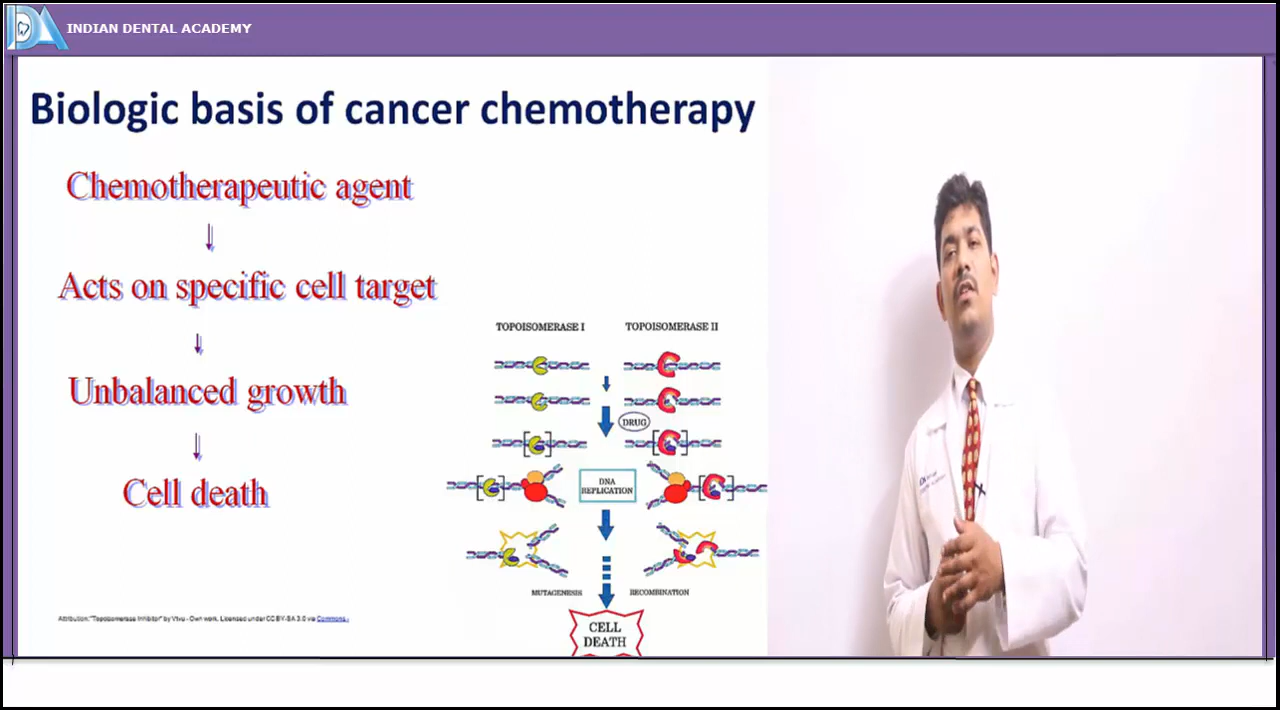 INDIAN DENTAL ACADEMY
Biologic basis of cancer chemotherapy
Chemotherapeutic agent
Acts on specific cell target
Unbalanced growth
Cell death
TOPOISOMERASE I
TOPOISOMERASE II
DRUG
DNA
REPLICATION
MUTAGENESIS
RECOMBINATION
CELL
DEATH
Attribution:"Topoisomerase Inhibitor" by Vtvu - Own work. Licensed under CC BY-SA 3.0 via Commons -